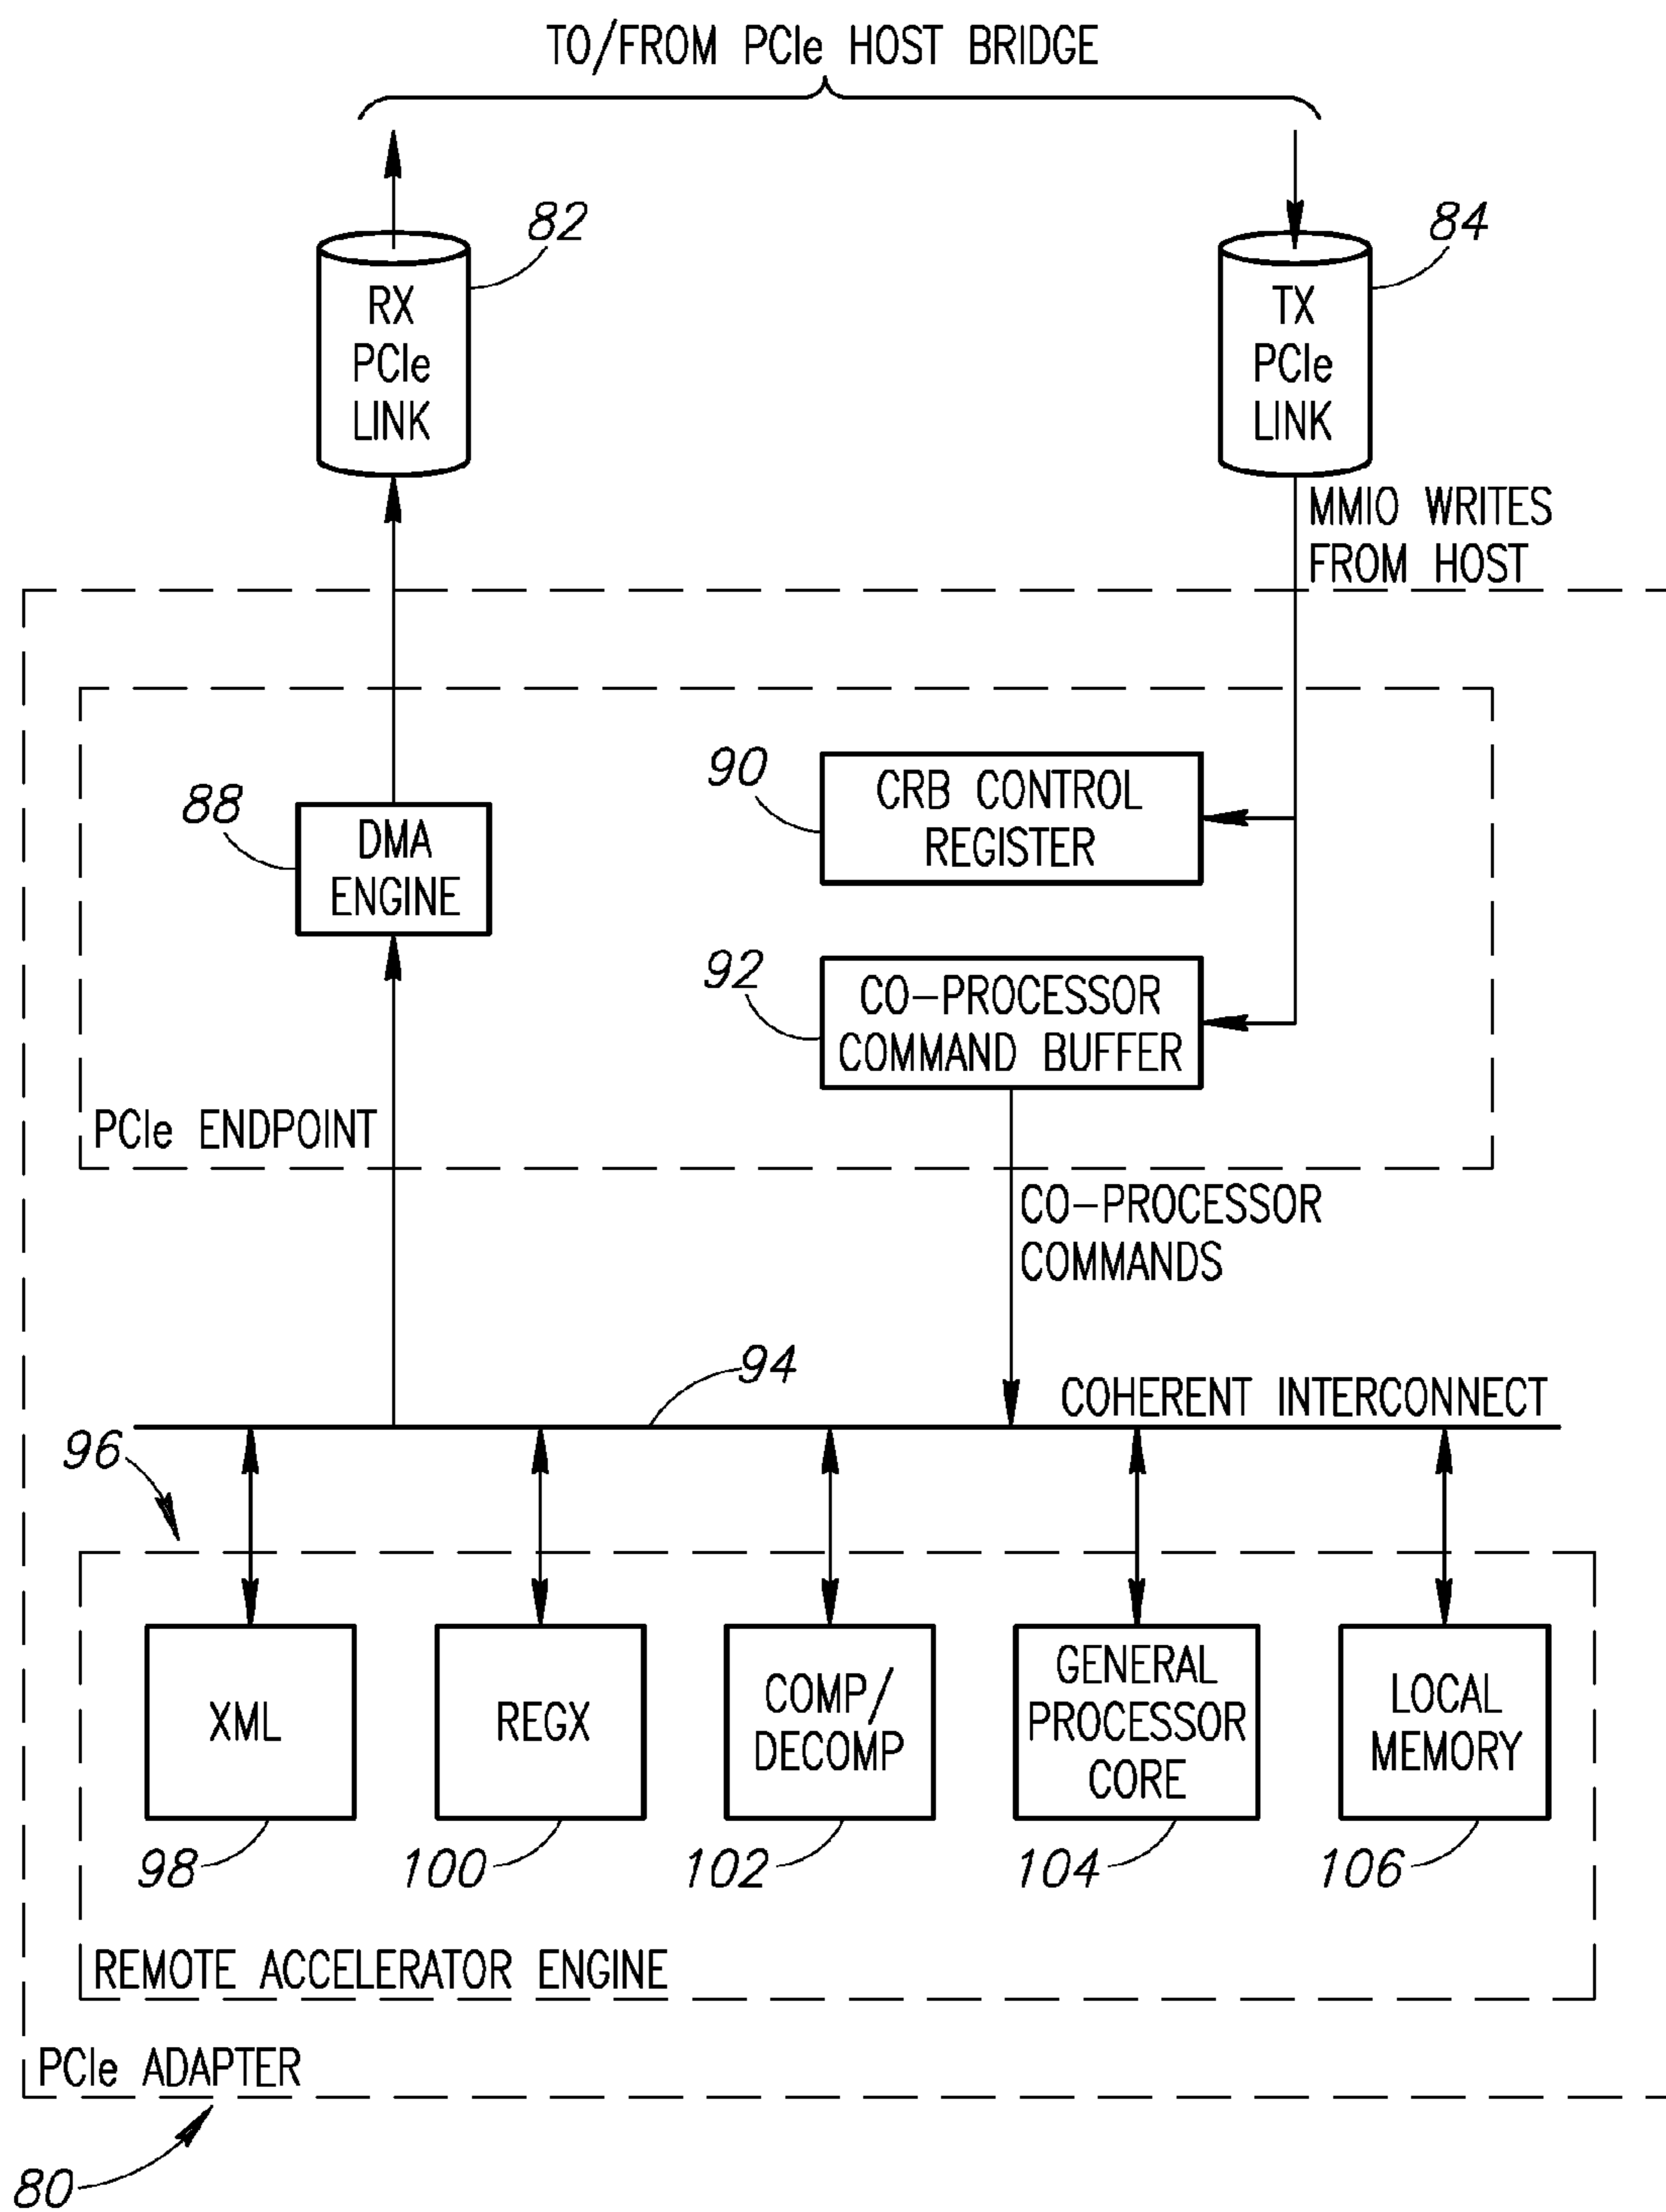 TO/FROM PCIe HOST BRIDGE
82
84
RX
PCIe
LINK
TX
PCIe
LINK
MMIO WRITES
FROM HOST
90
CRB CONTROL
REGISTER
88
DMA
ENGINE
92
CO-PROCESSOR
COMMAND BUFFER
PCIe ENDPOINT
CO-PROCESSOR
COMMANDS
94
COHERENT INTERCONNECT
96
XML
REGX
COMP/
DECOMP
GENERAL
PROCESSOR
CORE
LOCAL
MEMORY
98
100
102
104
106
REMOTE ACCELERATOR ENGINE
PCIe ADAPTER
80